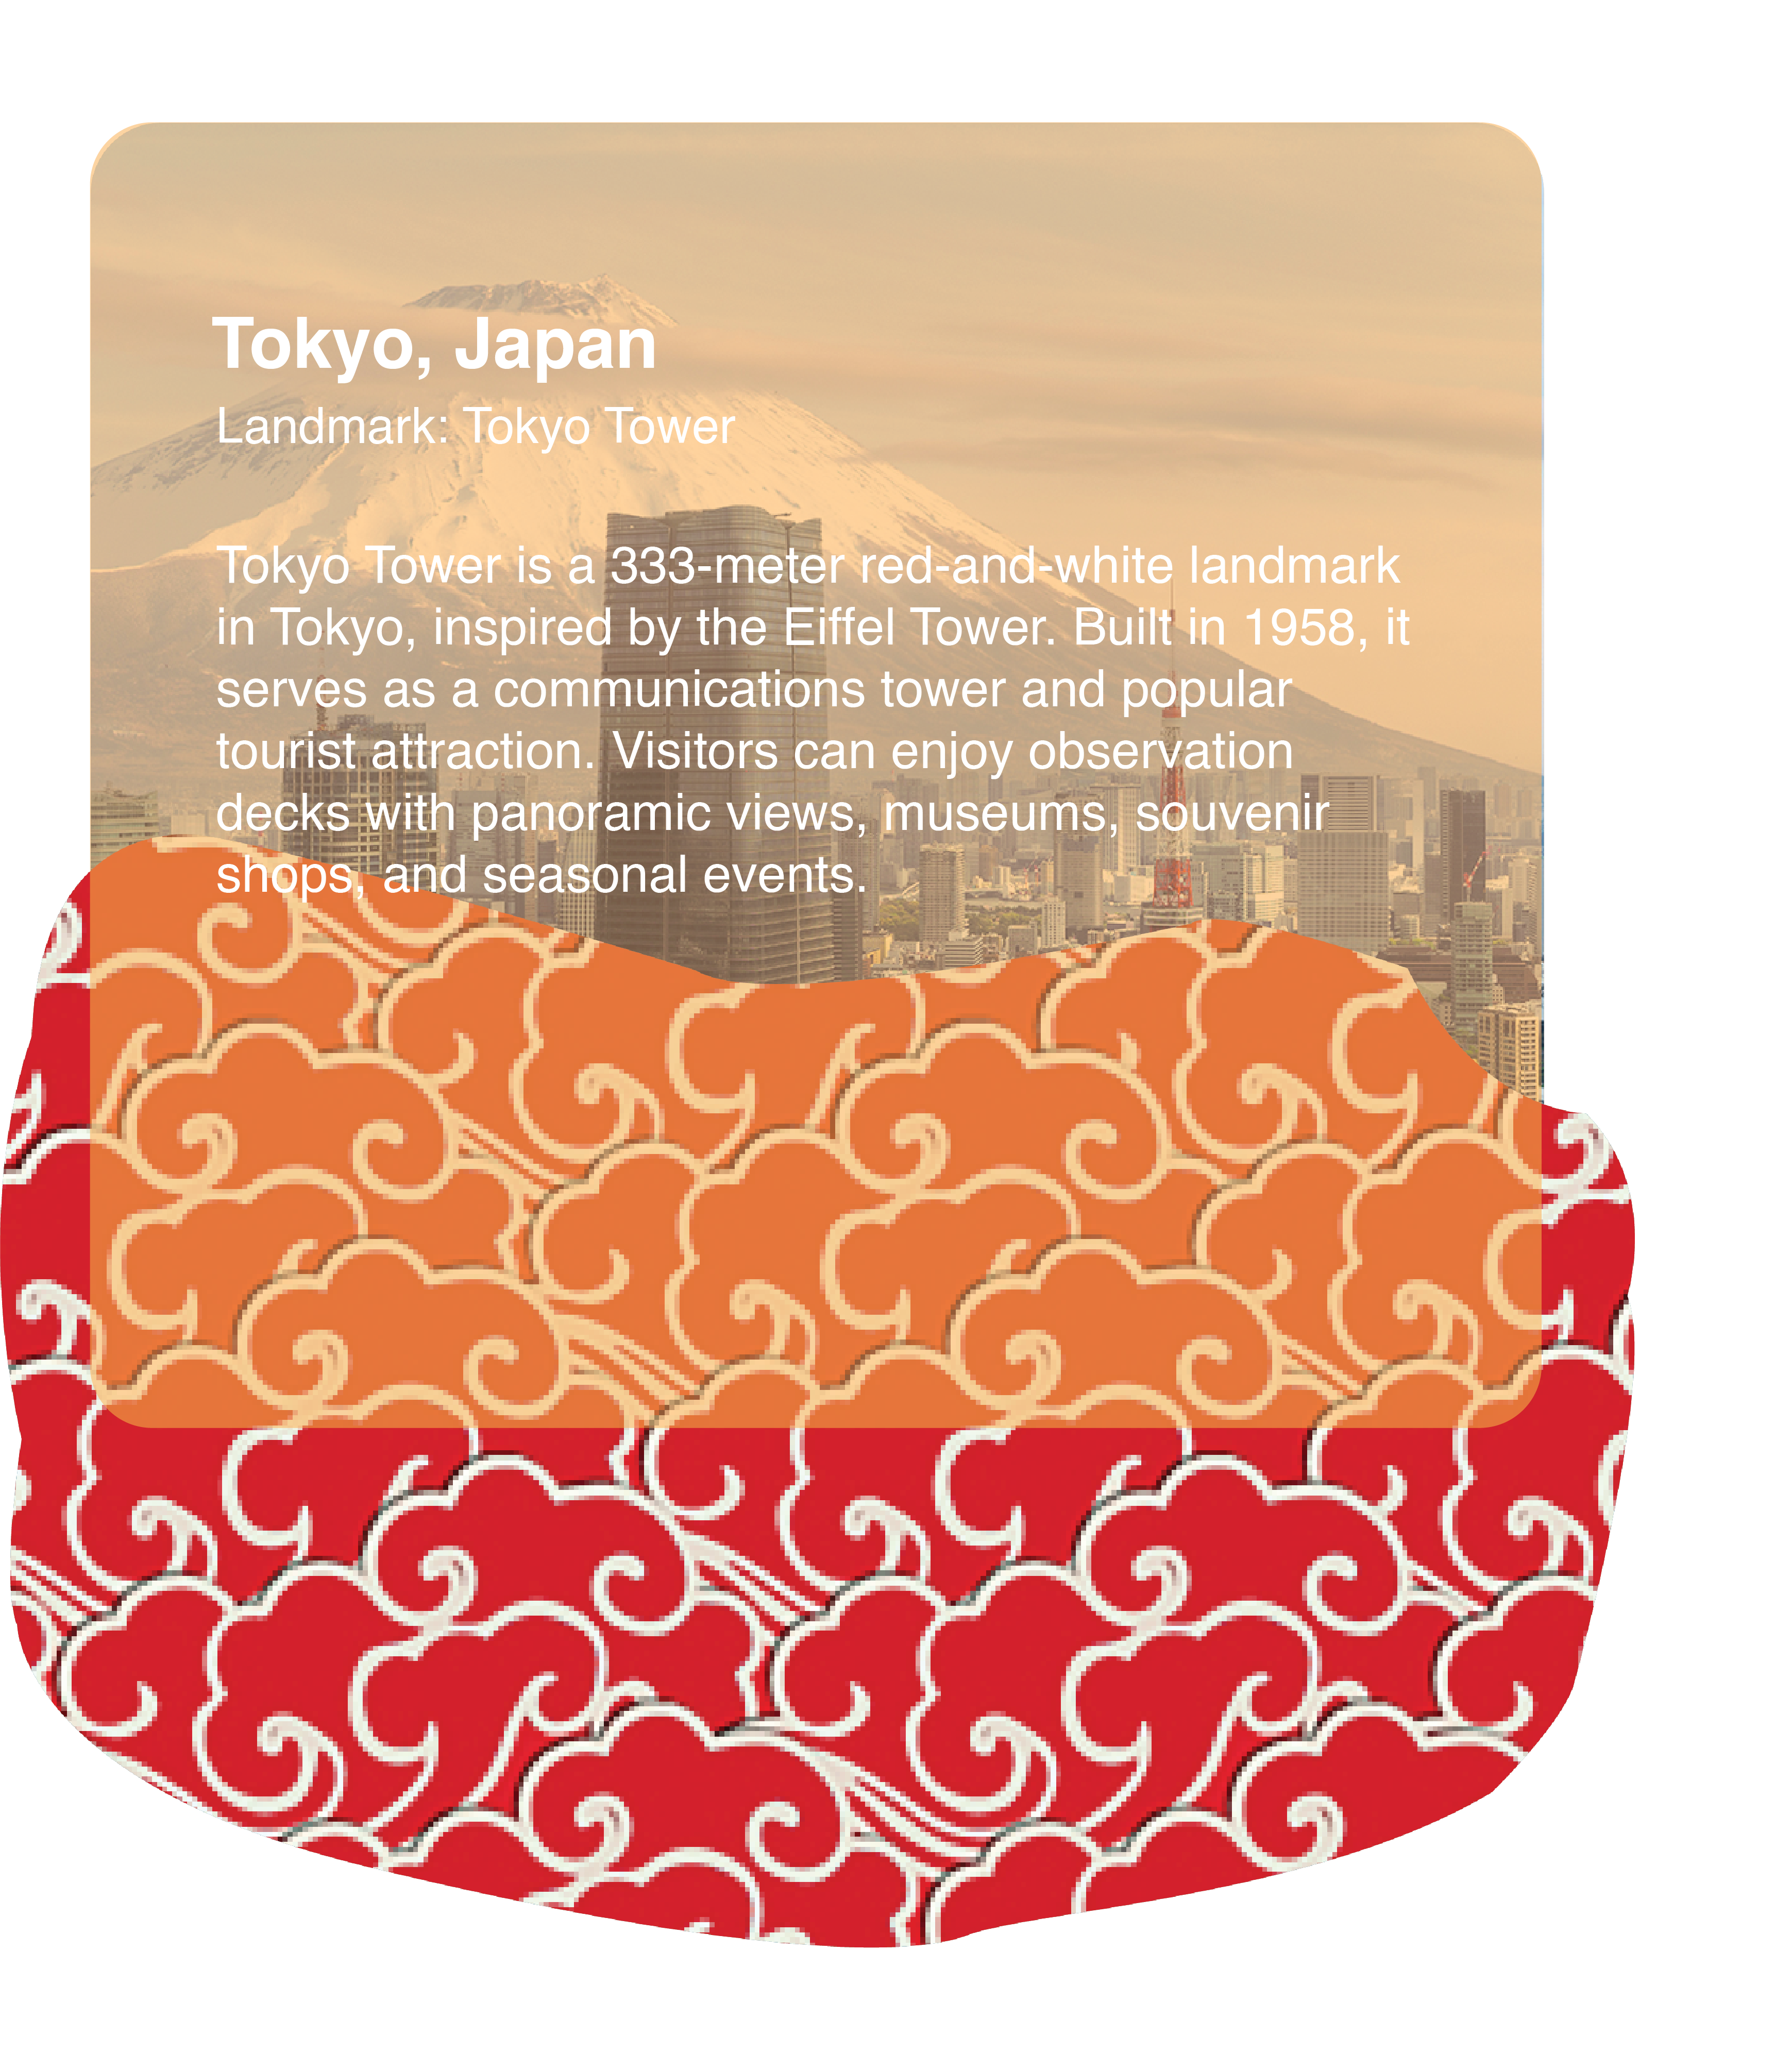 Tokyo, Japan
Landmark: Tokyo Tower
Tokyo Tower is a 333-meter red-and-white landmark
in Tokyo, inspired by the Eiffel Tower. Built in 1958, it
serves as a communications tower and popular
tourist attraction. Visitors can enjoy observation
decks with panoramic views, museums, souvenir
shops, and seasonal events.